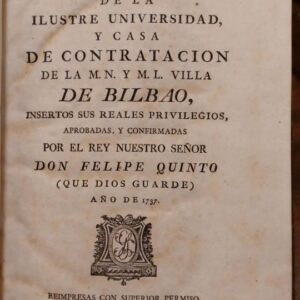 DE LA
ILUSTRE UNIVERSIDAD,
Y CASA
DE CONTRATACION
DE LA M.N. Y M.L. VILLA
DE BILBAO,
INSERTOS SUS REALES PRIVILEGIOS,
APROBADAS, Y CONFIRMADAS
POR EL REY NUESTRO SEÑOR
DON FELIPE QUINTO
(QUE DIOS GUARDE)
AÑO DE 1737.
REIMPRESAS CON SUPERIOR PERMISO